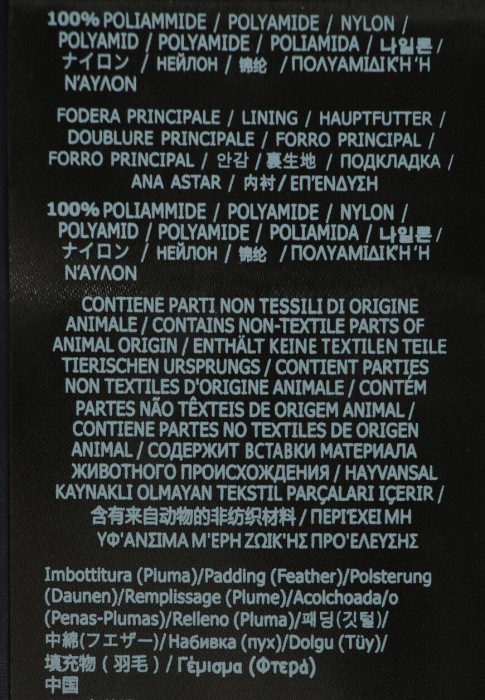 100% POLIAMMIDE / POLYAMIDE / NYLON /
POLYAMID / POLYAMIDE / POLIAMIDA / 나일론 /
ナイロン / НЕЙЛОН / 锦纶 / ΠΟΛΥΑΜΙΔΙΚΉ Ή
ΝΆΥΛΟΝ
FODERA PRINCIPALE / LINING / HAUPTFUTTER /
DOUBLURE PRINCIPALE / FORRO PRINCIPAL /
FORRO PRINCIPAL / 안감 / 裏生地 / ПОДКЛАДКА /
ANA ASTAR / 内衬 / ΕΠΈΝΔΥΣΗ
100% POLIAMMIDE / POLYAMIDE / NYLON /
POLYAMID / POLYAMIDE / POLIAMIDA / 나일론 /
ナイロン / НЕЙЛОН / 锦纶 / ΠΟΛΥΑΜΙΔΙΚΉ Ή
ΝΆΥΛΟΝ
CONTIENE PARTI NON TESSILI DI ORIGINE
ANIMALE / CONTAINS NON-TEXTILE PARTS OF
ANIMAL ORIGIN / ENTHÄLT KEINE TEXTILEN TEILE
TIERISCHEN URSPRUNGS / CONTIENT PARTIES
NON TEXTILES D'ORIGINE ANIMALE / CONTÉM
PARTES NÃO TÊXTEIS DE ORIGEM ANIMAL /
CONTIENE PARTES NO TEXTILES DE ORIGEN
ANIMAL / СОДЕРЖИТ ВСТАВКИ МАТЕРИАЛА
ЖИВОТНОГО ПРОИСХОЖДЕНИЯ / HAYVANSAL
KAYNAKLI OLMAYAN TEKSTİL PARÇALARI İÇERİR /
含有来自动物的非纺织材料 / ΠΕΡΙΈΧΕΙ ΜΗ
ΥΦΆΝΣΙΜΑ ΜΈΡΗ ΖΩΙΚΉΣ ΠΡΟΈΛΕΥΣΗΣ
Imbottitura (Piuma)/Padding (Feather)/Polsterung
(Daunen)/Remplissage (Plume)/Acolchoada/o
(Penas-Plumas)/Relleno (Pluma)/패딩(깃털)/
中綿(フエザー)/Набивка (пух)/Dolgu (Tüy)/
填充物 ( 羽毛 ) / Γέμισμα (Φτερά)
中国